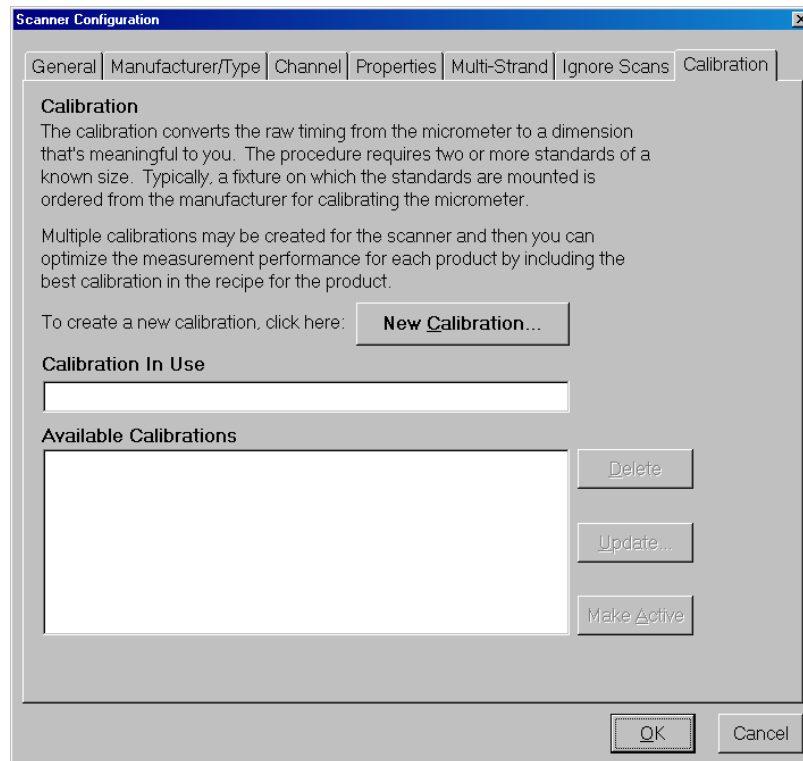 Scanner Configuration
General Manufacturer/Type Channel Properties Multi-Strand Ignore Scans Calibration
Calibration
The calibration converts the raw timing from the micrometer to a dimension
that's meaningful to you. The procedure requires two or more standards of a
known size. Typically, a fixture on which the standards are mounted is
ordered from the manufacturer for calibrating the micrometer.
Multiple calibrations may be created for the scanner and then you can
optimize the measurement performance for each product by including the
best calibration in the recipe for the product.
To create a new calibration, click here: New Calibration...
Calibration In Use
Available Calibrations
Delete
Update...
Make Active
OK Cancel